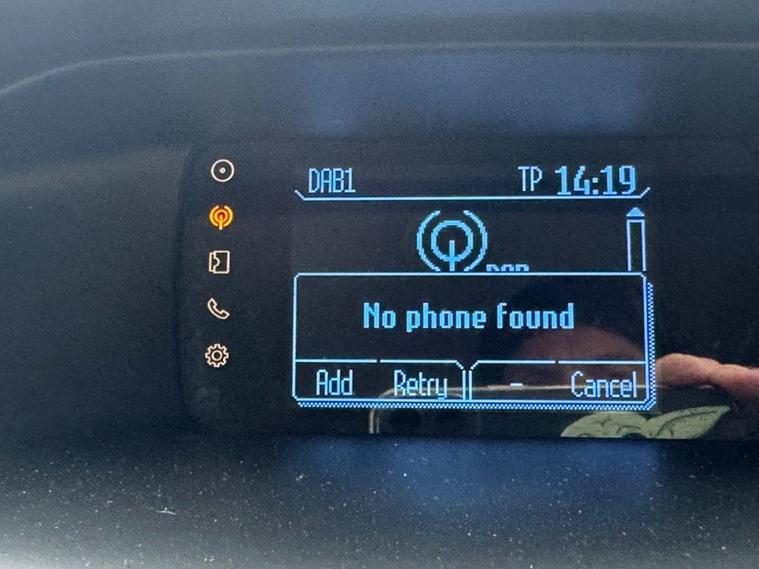 DAB1 TP 14:19
No phone found
Add Retry - Cancel